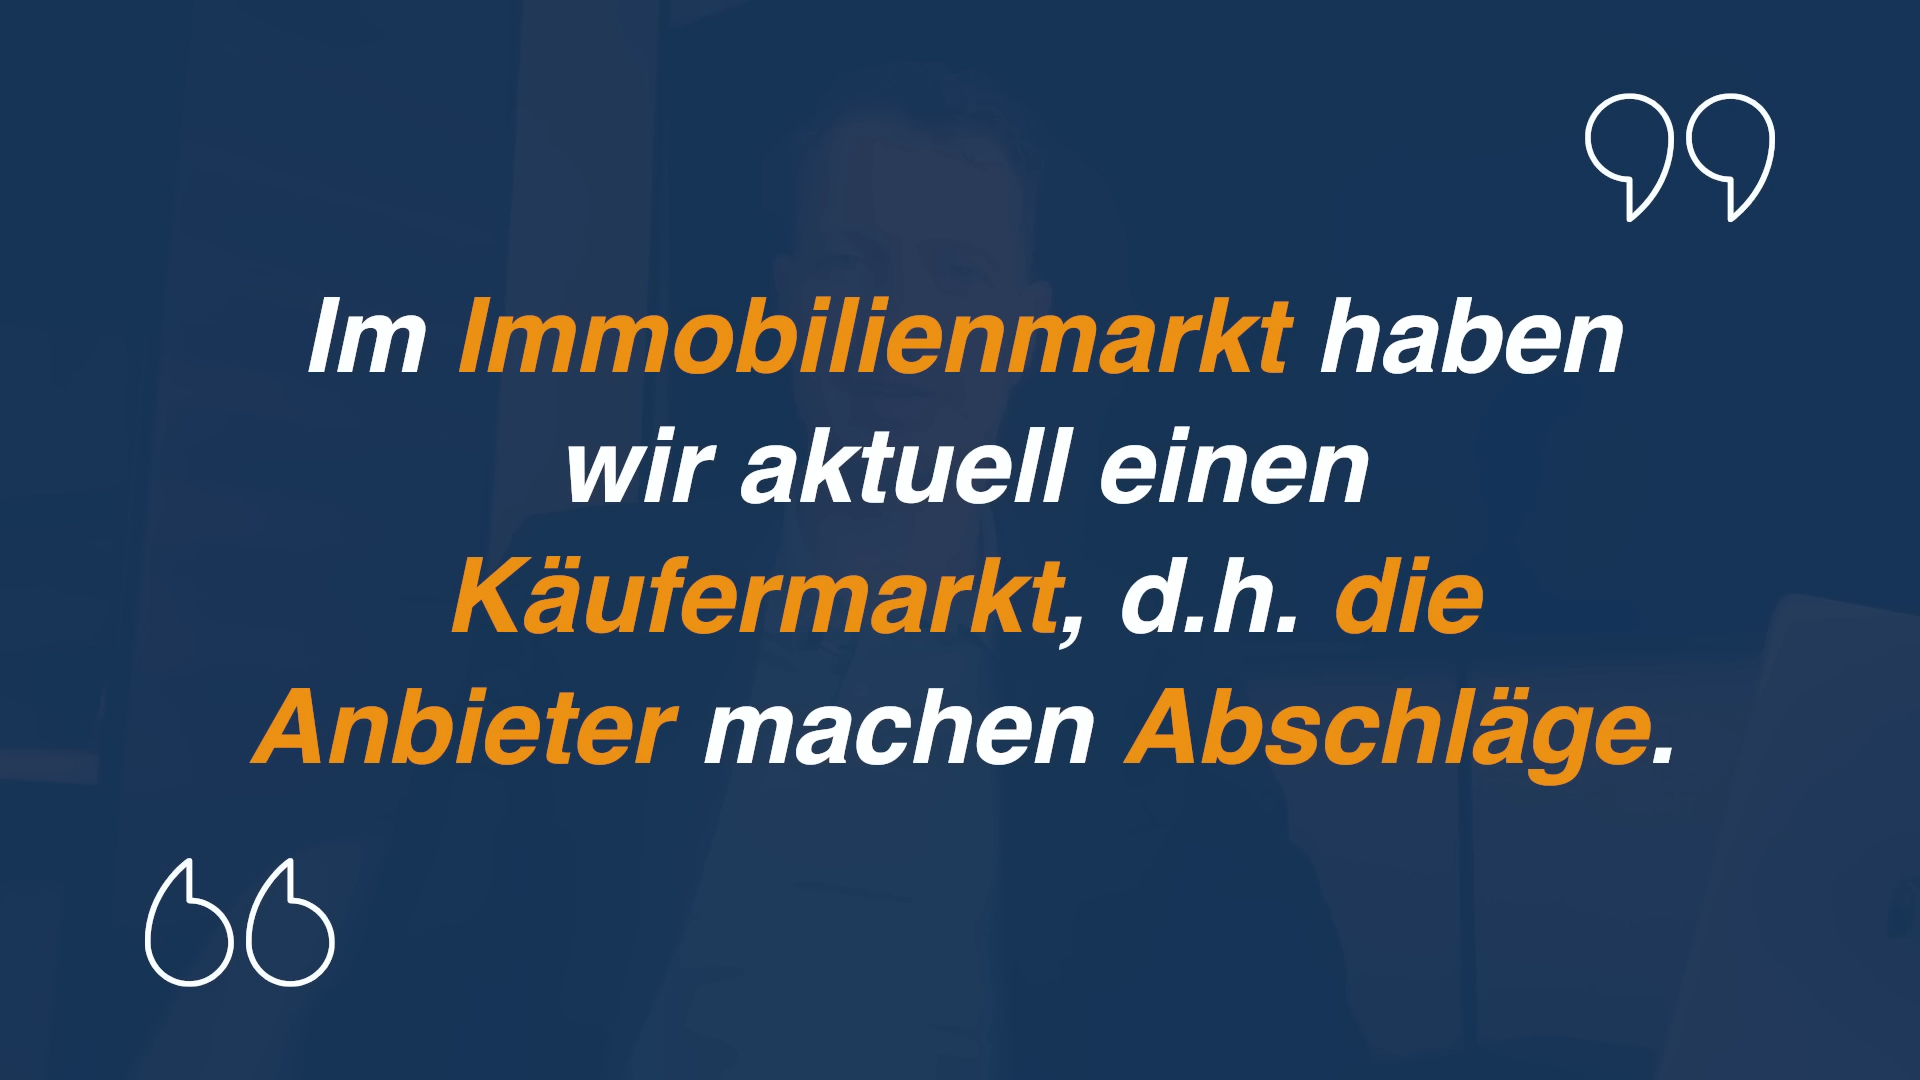 Im Immobilienmarkt haben
wir aktuell einen
Käufermarkt, d.h. die
Anbieter machen Abschläge.